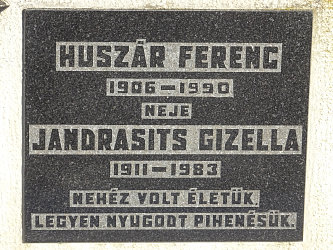 HUSZÁR FERENC
1906-1990
NEJE
JANDRASITS GIZELLA
1911-1983
NEHÉZ VOLT ÉLETÜK,
LEGYEN NYUGODT PIHENÉSÜK.